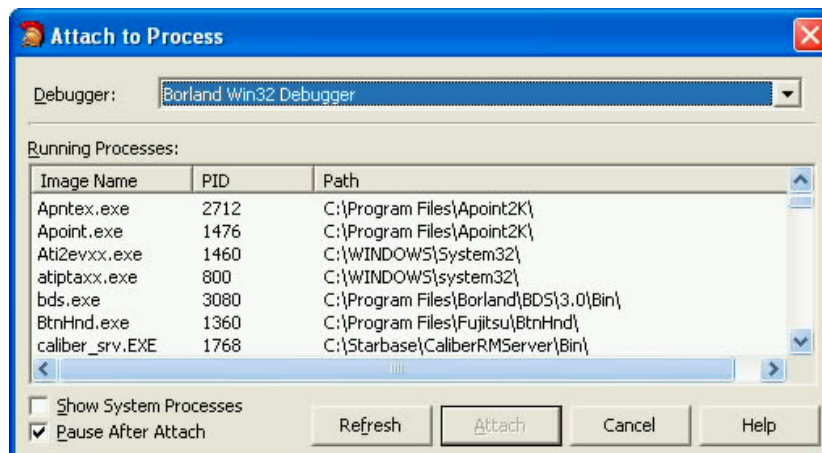 Attach to Process
Debugger: Borland Win32 Debugger
Running Processes:
Image Name PID Path
Apntex.exe 2712 C:\Program Files\Apoint2K\
Apoint.exe 1476 C:\Program Files\Apoint2K\
Ati2evxx.exe 1460 C:\WINDOWS\System32\
atiptaxx.exe 800 C:\WINDOWS\system32\
bds.exe 3080 C:\Program Files\Borland\BDS\3.0\Bin\
BtnHnd.exe 1360 C:\Program Files\Fujitsu\BtnHnd\
caliber_srv.EXE 1768 C:\Starbase\CaliberRMServer\Bin\
Show System Processes
Pause After Attach
Refresh Attach Cancel Help